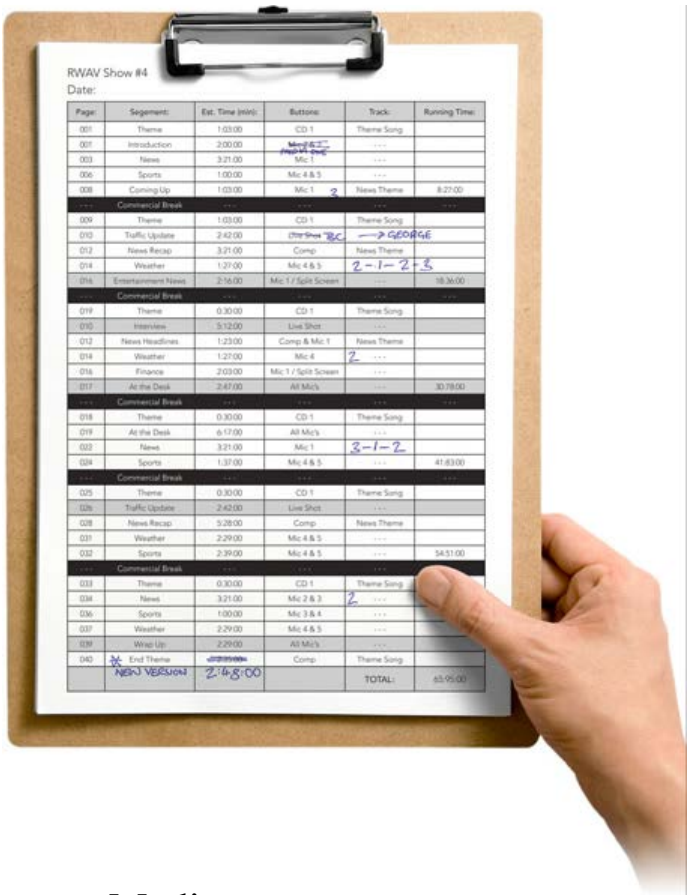 RWAV Show #4
Date:
Page: Segement: Est. Time (min): Buttons: Track: Running Time:
001 Theme 1:03:00 CD 1 Theme Song
001 Introduction 2:00:00 - - -
003 News 3:21:00 Mic 1 - - -
006 Sports 1:00:00 Mic 4 & 5 - - -
008 Coming Up 1:03:00 Mic 1 3 News Theme 8:27:00
- - - Commercial Break - - - - - - - - - - - -
009 Theme 1:03:00 CD 1 Theme Song
010 Traffic Update 2:42:00 Live Shot BC → GEORGE
012 News Recap 3:21:00 Comp News Theme
014 Weather 1:27:00 Mic 4 & 5 2-1-2-3
016 Entertainment News 2:16:00 Mic 1 / Split Screen - - - 18:36:00
- - - Commercial Break - - - - - - - - - - - -
019 Theme 0:30:00 CD 1 Theme Song
010 Interview 5:12:00 Live Shot - - -
012 News Headlines 1:23:00 Comp & Mic 1 News Theme
014 Weather 1:27:00 Mic 4 2 - - -
016 Finance 2:03:00 Mic 1 / Split Screen - - -
017 At the Desk 2:47:00 All Mic's - - - 30:78:00
- - - Commercial Break - - - - - - - - - - - -
018 Theme 0:30:00 CD 1 Theme Song
019 At the Desk 6:17:00 All Mic's - - -
022 News 3:21:00 Mic 1 3-1-2
024 Sports 1:37:00 Mic 4 & 5 - - - 41:83:00
- - - Commercial Break - - - - - - - - - - - -
025 Theme 0:30:00 CD 1 Theme Song
026 Traffic Update 2:42:00 Live Shot - - -
028 News Recap 5:28:00 Comp News Theme
031 Weather 2:29:00 Mic 4 & 5 - - -
032 Sports 2:39:00 Mic 4 & 5 - - - 54:51:00
- - - Commercial Break - - - - - - - - - - - -
033 Theme 0:30:00 CD 1 Theme Song
034 News 3:21:00 Mic 2 & 3 2 - - -
036 Sports 1:00:00 Mic 3 & 4 - - -
037 Weather 2:29:00 Mic 4 & 5 - - -
039 Wrap Up 2:29:00 All Mic's - - -
040 End Theme Comp Theme Song
NEW VERSION 2:48:00 TOTAL: 65:95:00